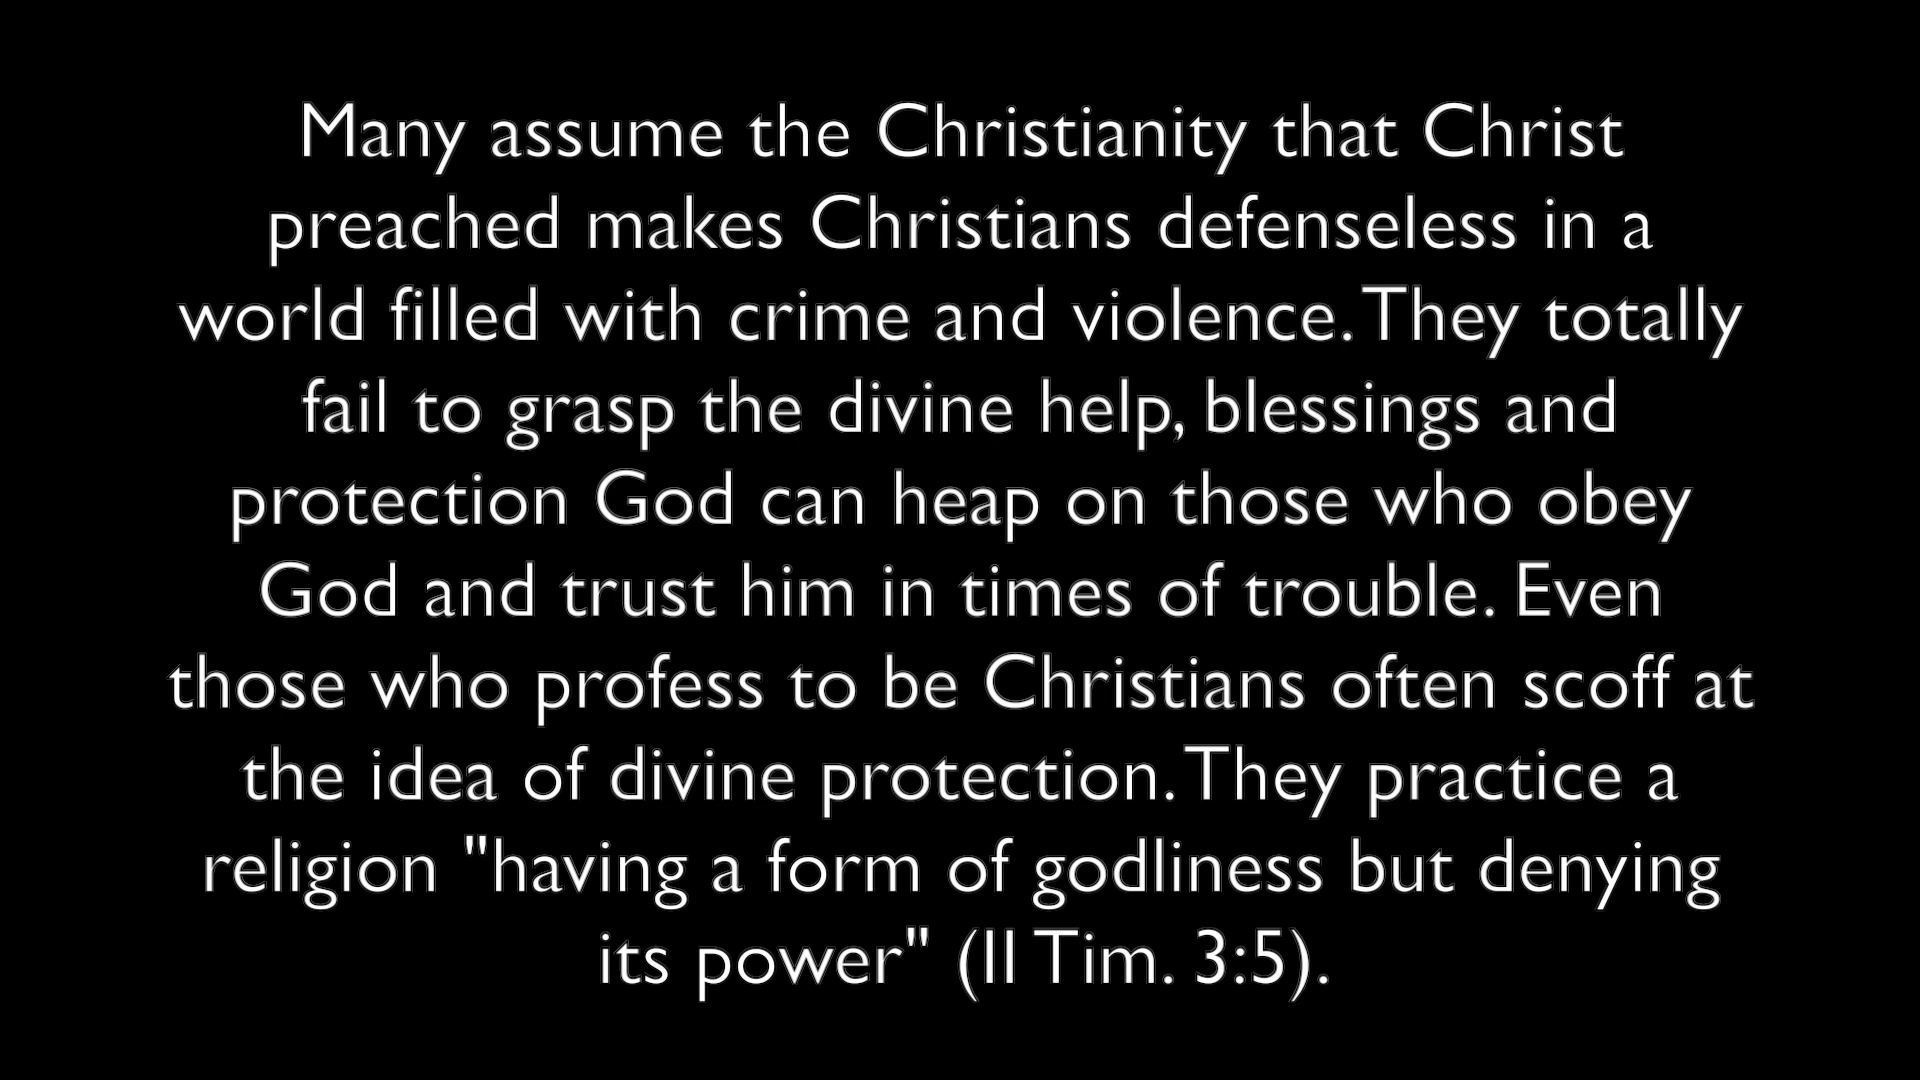 Many assume the Christianity that Christ
preached makes Christians defenseless in a
world filled with crime and violence. They totally
fail to grasp the divine help, blessings and
protection God can heap on those who obey
God and trust him in times of trouble. Even
those who profess to be Christians often scoff at
the idea of divine protection. They practice a
religion "having a form of godliness but denying
its power" (II Tim. 3:5).